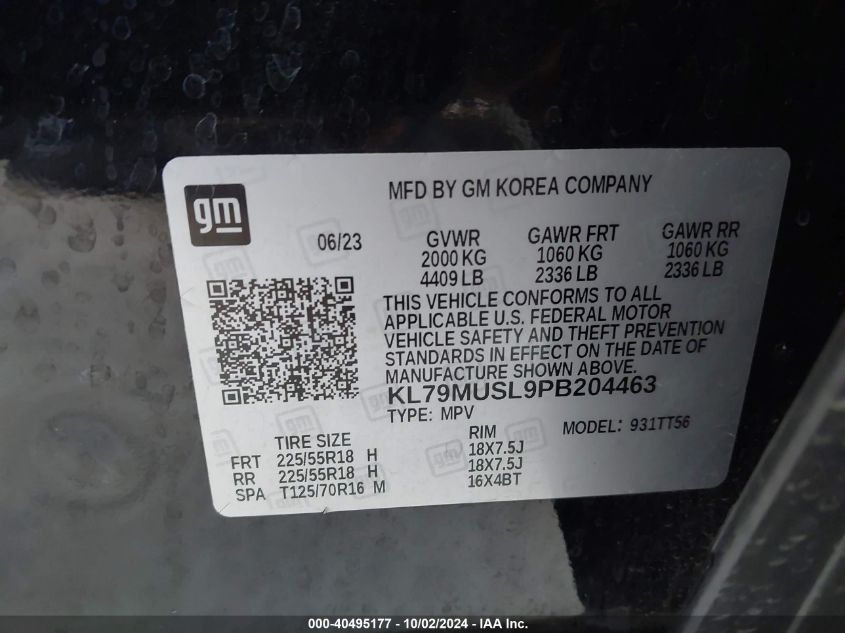 gm
MFD BY GM KOREA COMPANY
06/23
GVWR GAWR FRT GAWR RR
2000 KG 1060 KG 1060 KG
4409 LB 2336 LB 2336 LB
THIS VEHICLE CONFORMS TO ALL
APPLICABLE U.S. FEDERAL MOTOR
VEHICLE SAFETY AND THEFT PREVENTION
STANDARDS IN EFFECT ON THE DATE OF
MANUFACTURE SHOWN ABOVE.
KL79MUSL9PB204463
TYPE: MPV
MODEL: 931TT56
TIRE SIZE RIM
FRT 225/55R18 H 18X7.5J
RR 225/55R18 H 18X7.5J
SPA T125/70R16 M 16X4BT
000-40495177 - 10/02/2024 - IAA Inc.